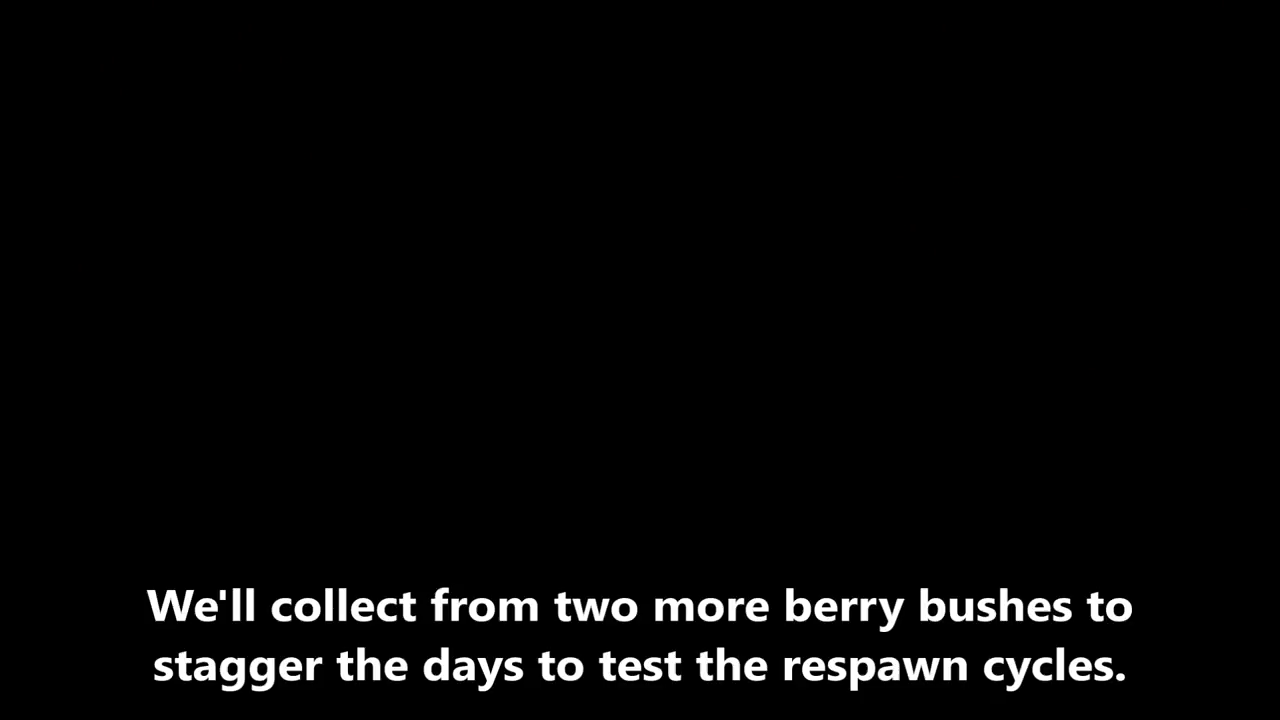 We'll collect from two more berry bushes to
stagger the days to test the respawn cycles.